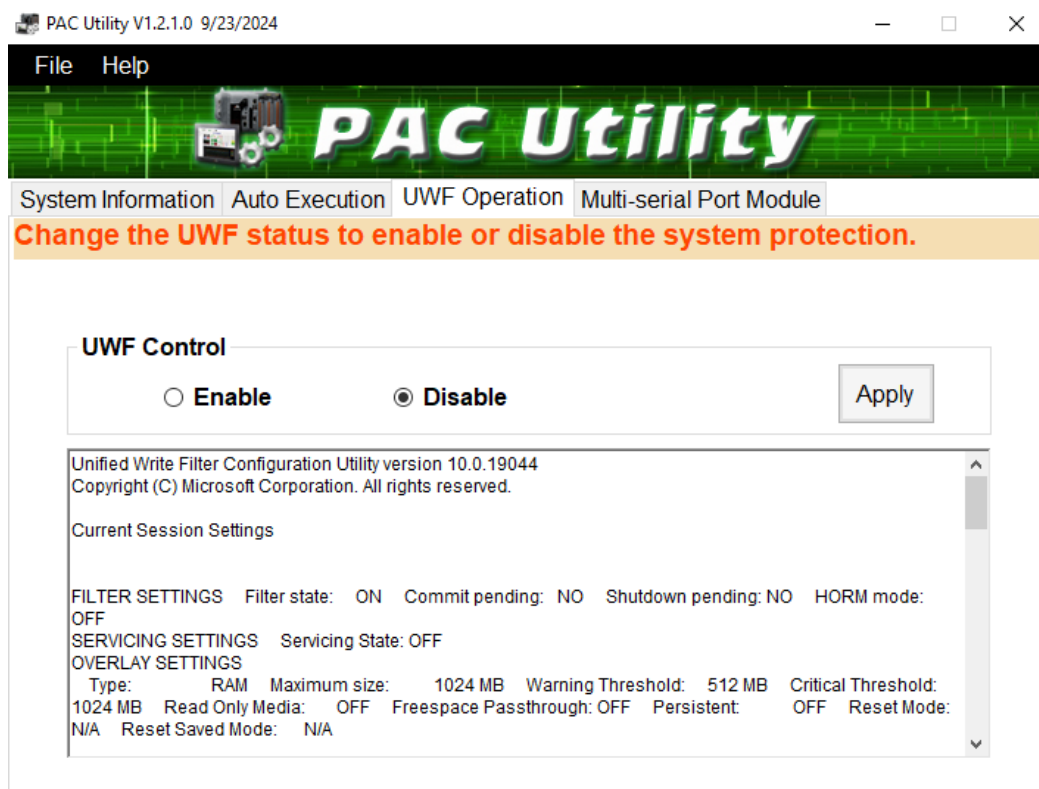 PAC Utility V1.2.1.0 9/23/2024
File Help
PAC Utility
System Information Auto Execution UWF Operation Multi-serial Port Module
Change the UWF status to enable or disable the system protection.
UWF Control
Enable Disable Apply
Unified Write Filter Configuration Utility version 10.0.19044
Copyright (C) Microsoft Corporation. All rights reserved.
Current Session Settings
FILTER SETTINGS Filter state: ON Commit pending: NO Shutdown pending: NO HORM mode:
OFF
SERVICING SETTINGS Servicing State: OFF
OVERLAY SETTINGS
Type: RAM Maximum size: 1024 MB Warning Threshold: 512 MB Critical Threshold:
1024 MB Read Only Media: OFF Freespace Passthrough: OFF Persistent: OFF Reset Mode:
N/A Reset Saved Mode: N/A